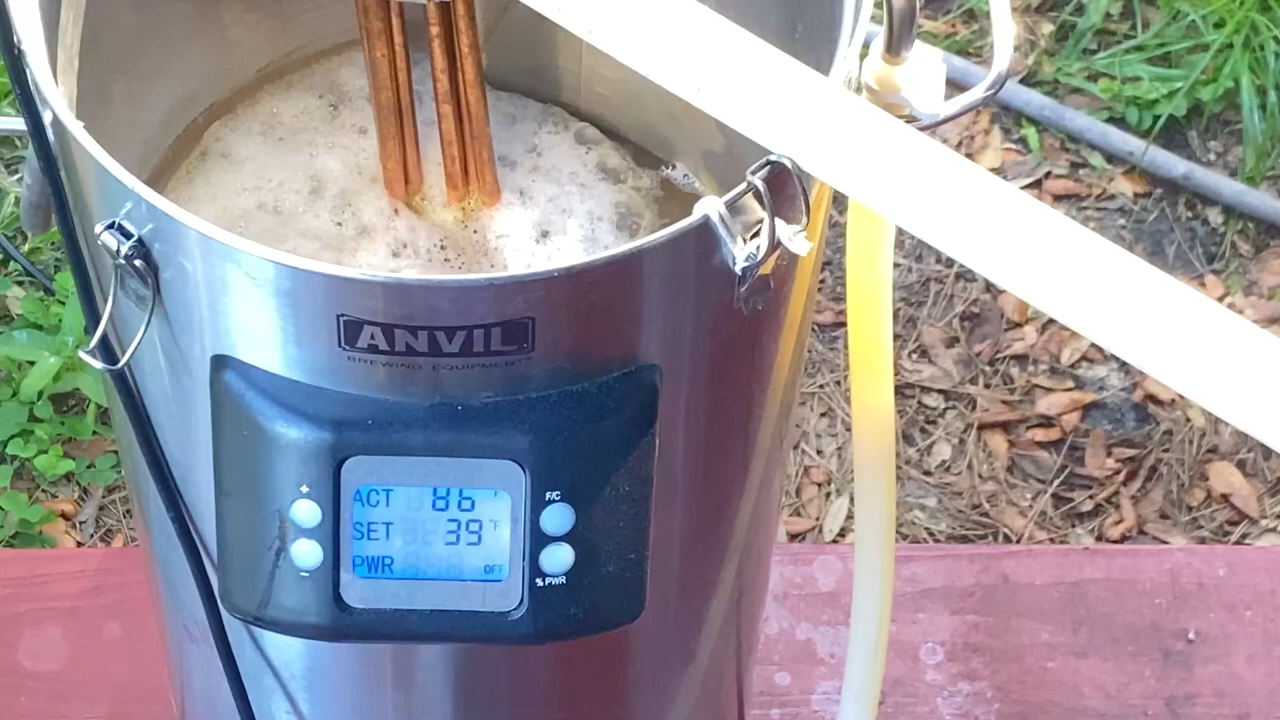 ANVIL
BREWING EQUIPMENT
+
F/C
ACT 86 °F
SET 39 °F
PWR OFF
-
% PWR